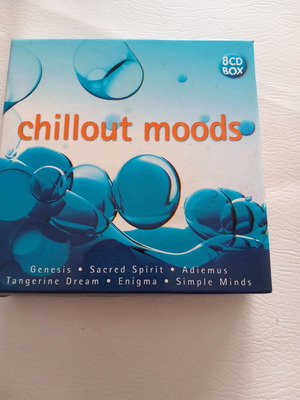 8CD
BOX
chillout moods
Genesis • Sacred Spirit • Adiemus
Tangerine Dream • Enigma • Simple Minds